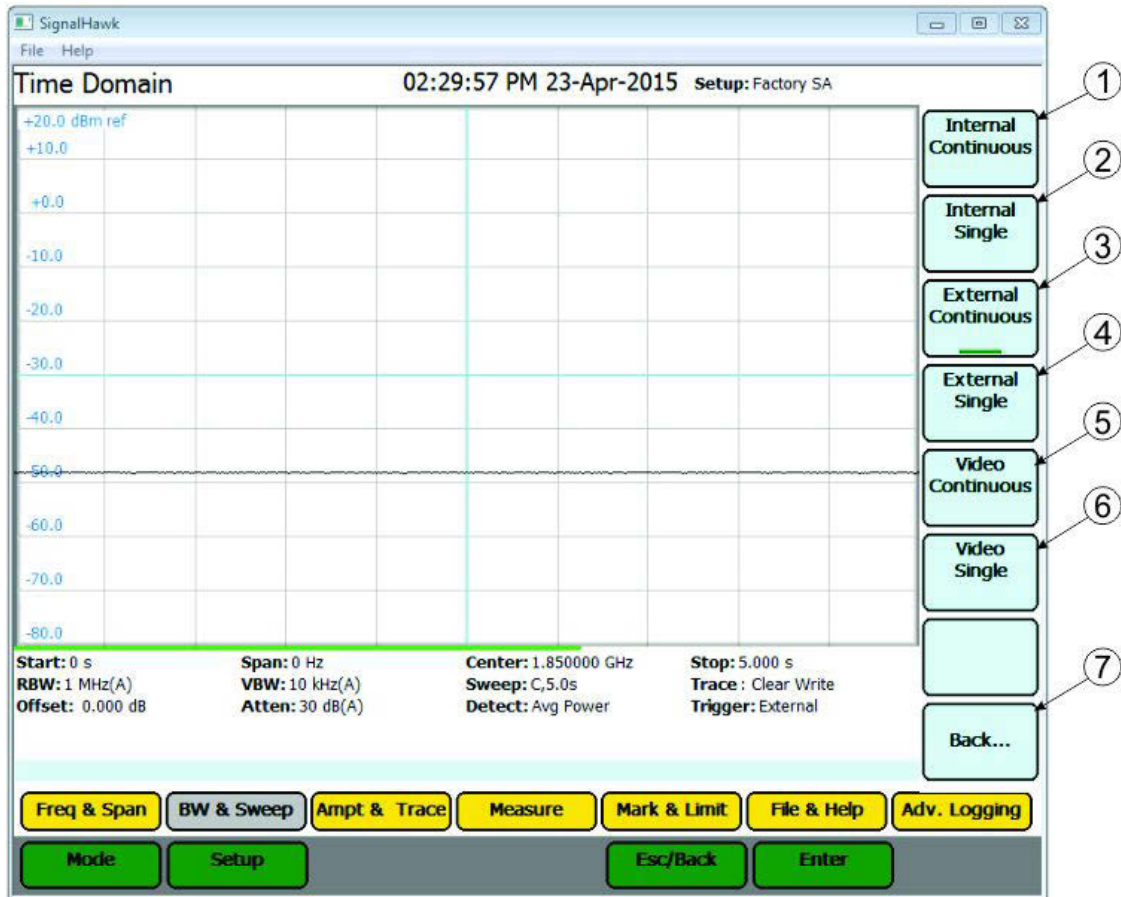 SignalHawk
File Help
Time Domain 02:29:57 PM 23-Apr-2015 Setup: Factory SA
+20.0 dBm ref
+10.0
+0.0
-10.0
-20.0
-30.0
-40.0
-50.0
-60.0
-70.0
-80.0
Internal
Continuous
1
Internal
Single
2
External
Continuous
3
External
Single
4
Video
Continuous
5
Video
Single
6
Back...
7
Start: 0 s Span: 0 Hz Center: 1.850000 GHz Stop: 5.000 s
RBW: 1 MHz(A) VBW: 10 kHz(A) Sweep: C,5.0s Trace : Clear Write
Offset: 0.000 dB Atten: 30 dB(A) Detect: Avg Power Trigger: External
Freq & Span BW & Sweep Ampt & Trace Measure Mark & Limit File & Help Adv. Logging
Mode Setup Esc/Back Enter